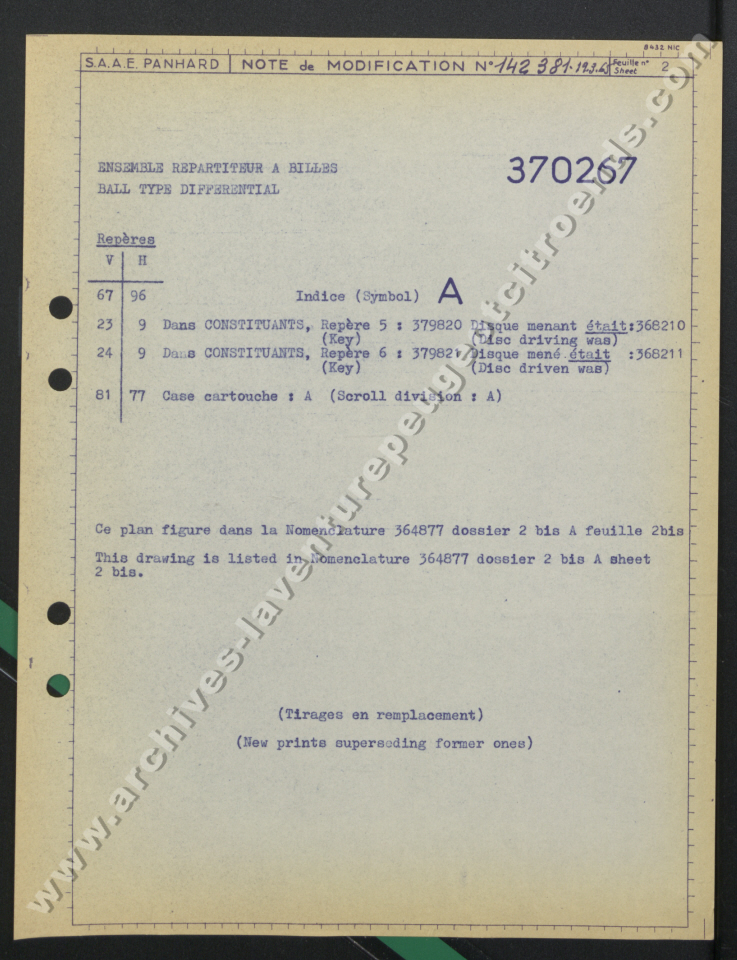 8432 NIC
S.A.A.E. PANHARD NOTE de MODIFICATION N° 142 381. 12.3.63 Feuille n° Sheet 2
ENSEMBLE REPARTITEUR A BILLES 370267
BALL TYPE DIFFERENTIAL
Repères
V H
67 96 Indice (Symbol) A
23 9 Dans CONSTITUANTS, Repère 5 : 379820 Disque menant était:368210
(Key) (Disc driving was)
24 9 Dans CONSTITUANTS, Repère 6 : 379821 Disque mené était :368211
(Key) (Disc driven was)
81 77 Case cartouche : A (Scroll division : A)
Ce plan figure dans la Nomenclature 364877 dossier 2 bis A feuille 2bis
This drawing is listed in Nomenclature 364877 dossier 2 bis A sheet
2 bis.
(Tirages en remplacement)
(New prints superseding former ones)
www.archives-laventurepeugeotcitroends.com